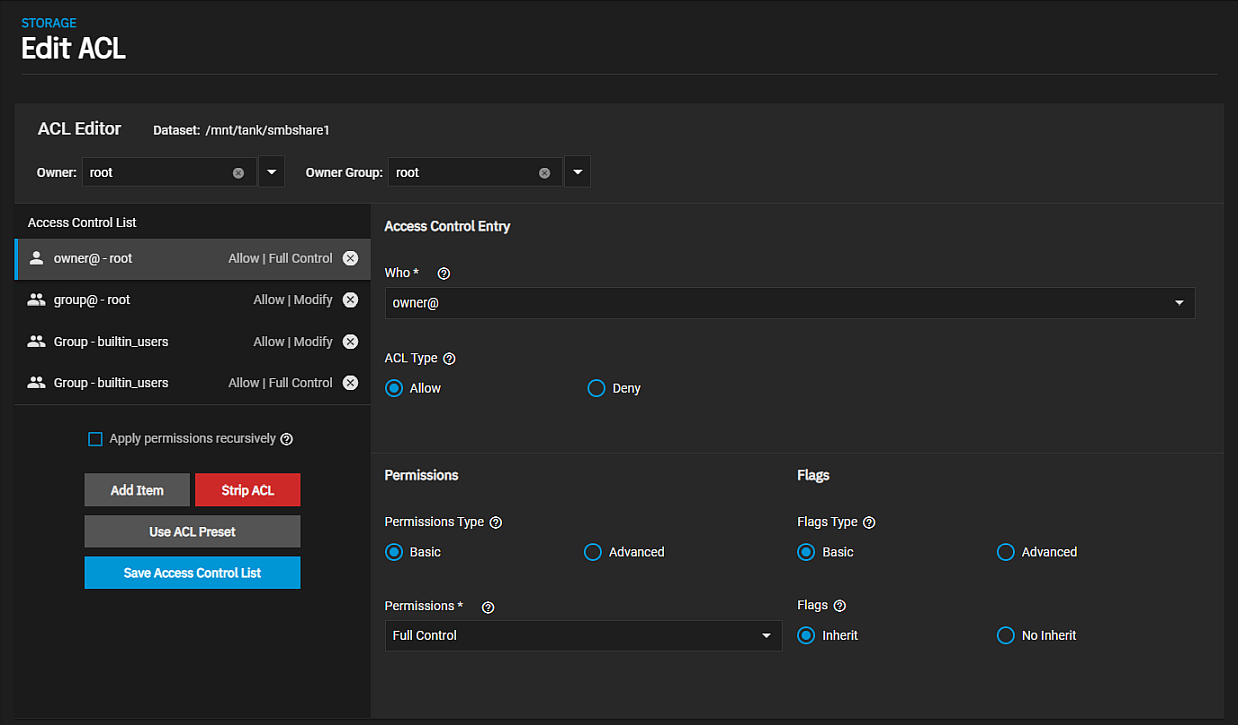 STORAGE
Edit ACL
ACL Editor Dataset: /mnt/tank/smbshare1
Owner: root Owner Group: root
Access Control List
owner@ - root Allow | Full Control
group@ - root Allow | Modify
Group - builtin_users Allow | Modify
Group - builtin_users Allow | Full Control
Apply permissions recursively
Add Item Strip ACL
Use ACL Preset
Save Access Control List
Access Control Entry
Who *
owner@
ACL Type
Allow Deny
Permissions
Permissions Type
Basic Advanced
Permissions *
Full Control
Flags
Flags Type
Basic Advanced
Flags
Inherit No Inherit